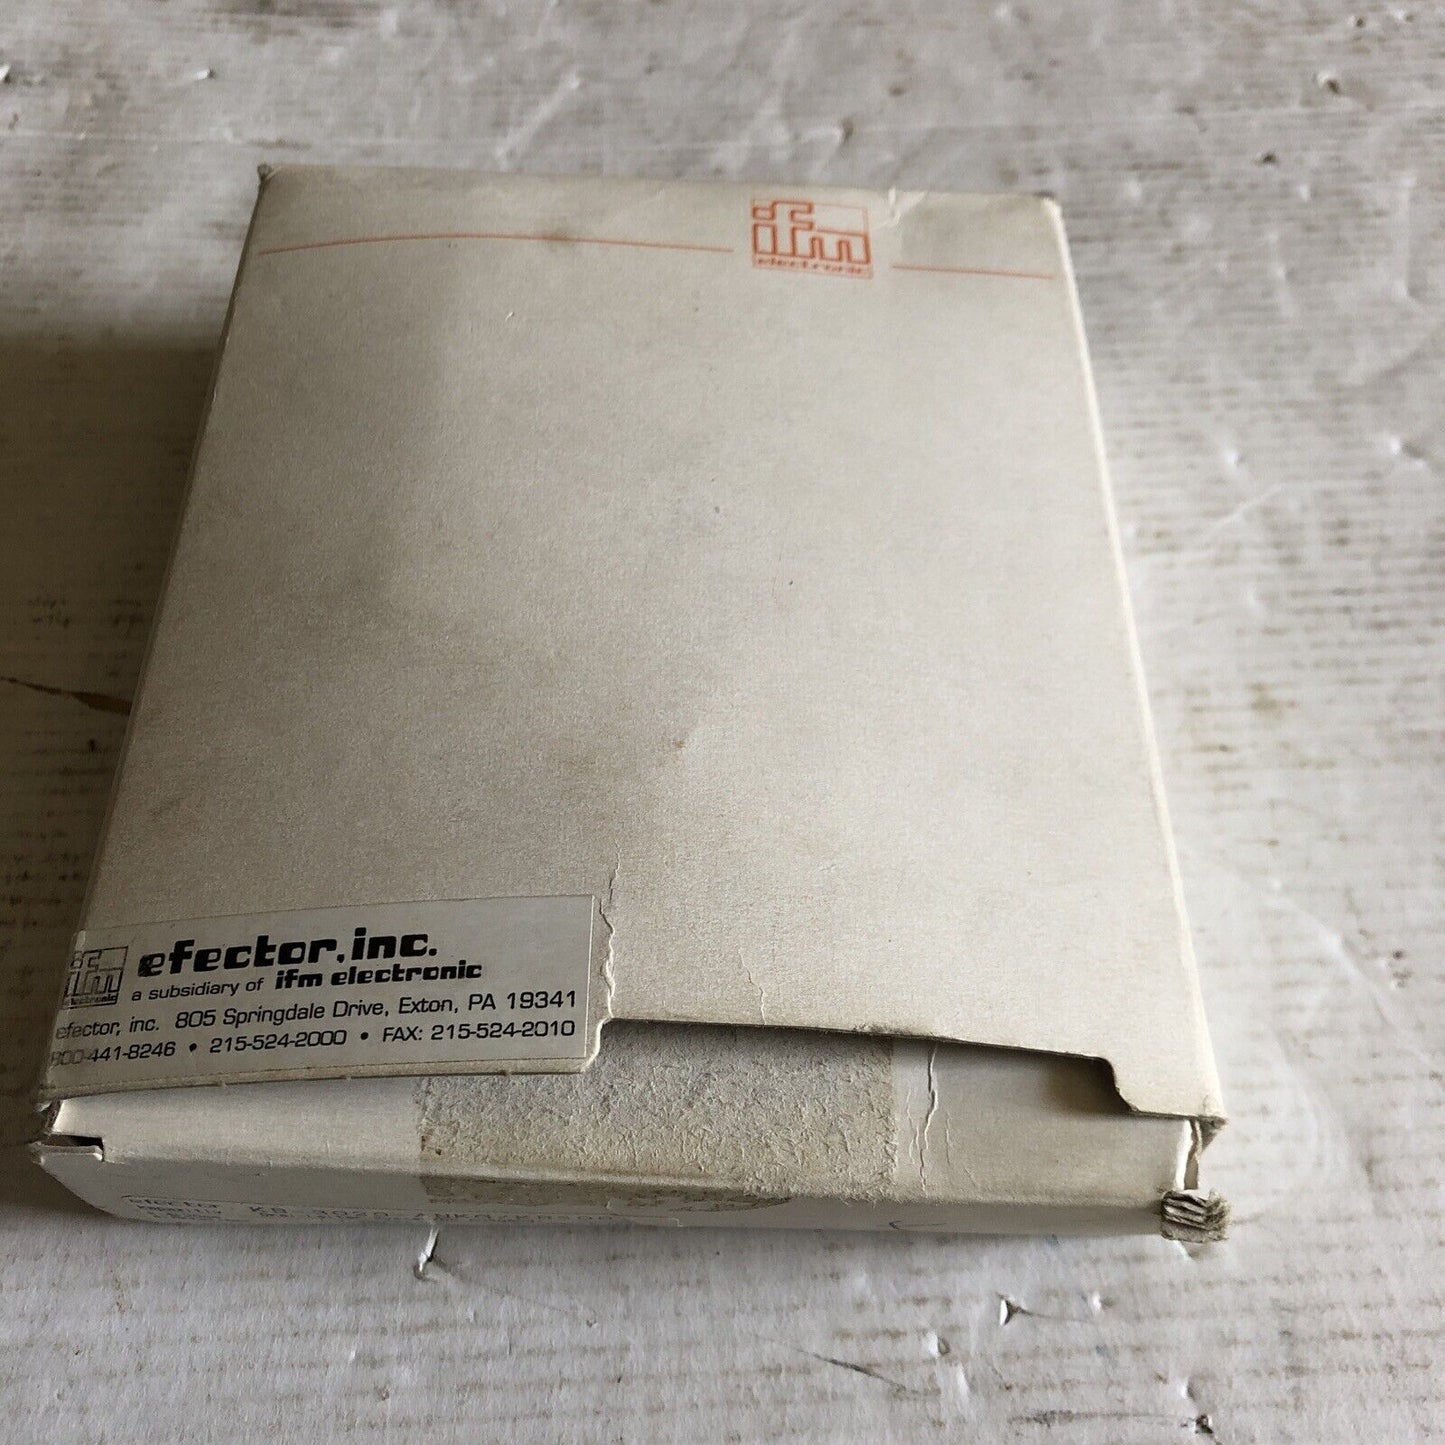 ifm
electronic
ifm
electronic
efector, inc.
a subsidiary of ifm electronic
efector, inc. 805 Springdale Drive, Exton, PA 19341
800-441-8246 • 215-524-2000 • FAX: 215-524-2010
efector